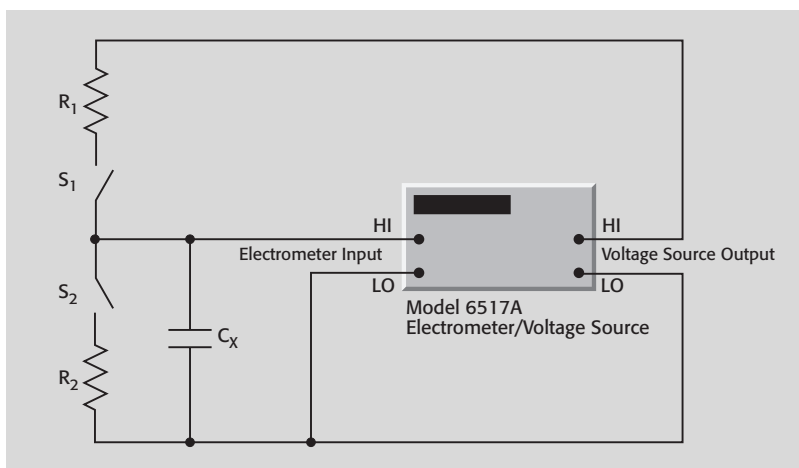 R1
S1
HI
HI
Electrometer Input
Voltage Source Output
LO
LO
S2
Model 6517A
Electrometer/Voltage Source
CX
R2